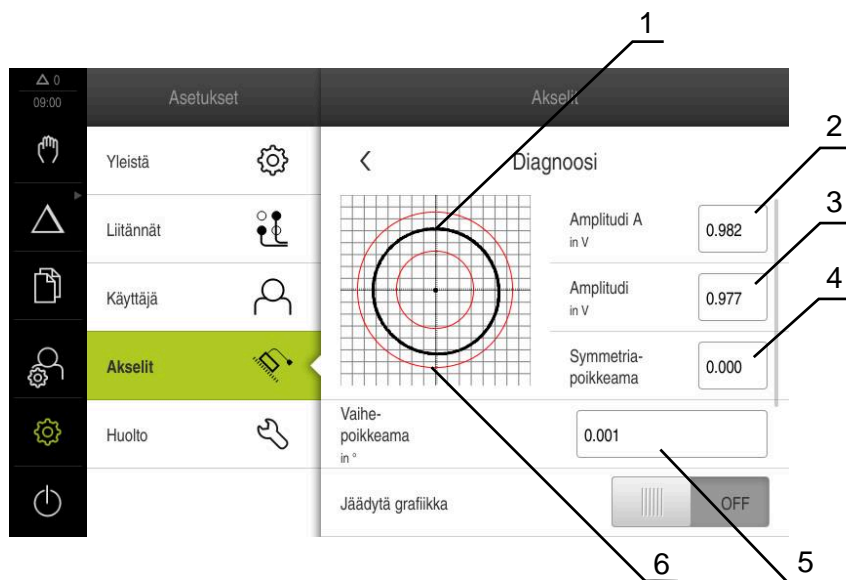 1
0
09:00
Asetukset
Akselit
2
Yleistä
Diagnoosi
Amplitudi A
in V
0.982
3
Liitännät
Amplitudi
in V
0.977
4
Käyttäjä
Akselit
Symmetria-
poikkeama
0.000
Huolto
Vaihe-
poikkeama
in °
0.001
Jäädytä grafiikka
OFF
6
5